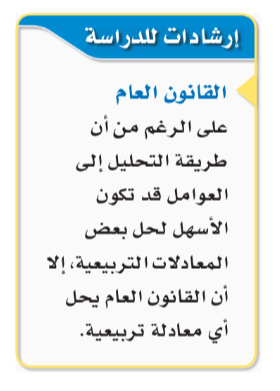 إرشادات للدراسة
القانون العام
على الرغم من أن
طريقة التحليل إلى
العوامل قد تكون
الأسهل لحل بعض
المعادلات التربيعية، إلا
أن القانون العام يحل
أي معادلة تربيعية.